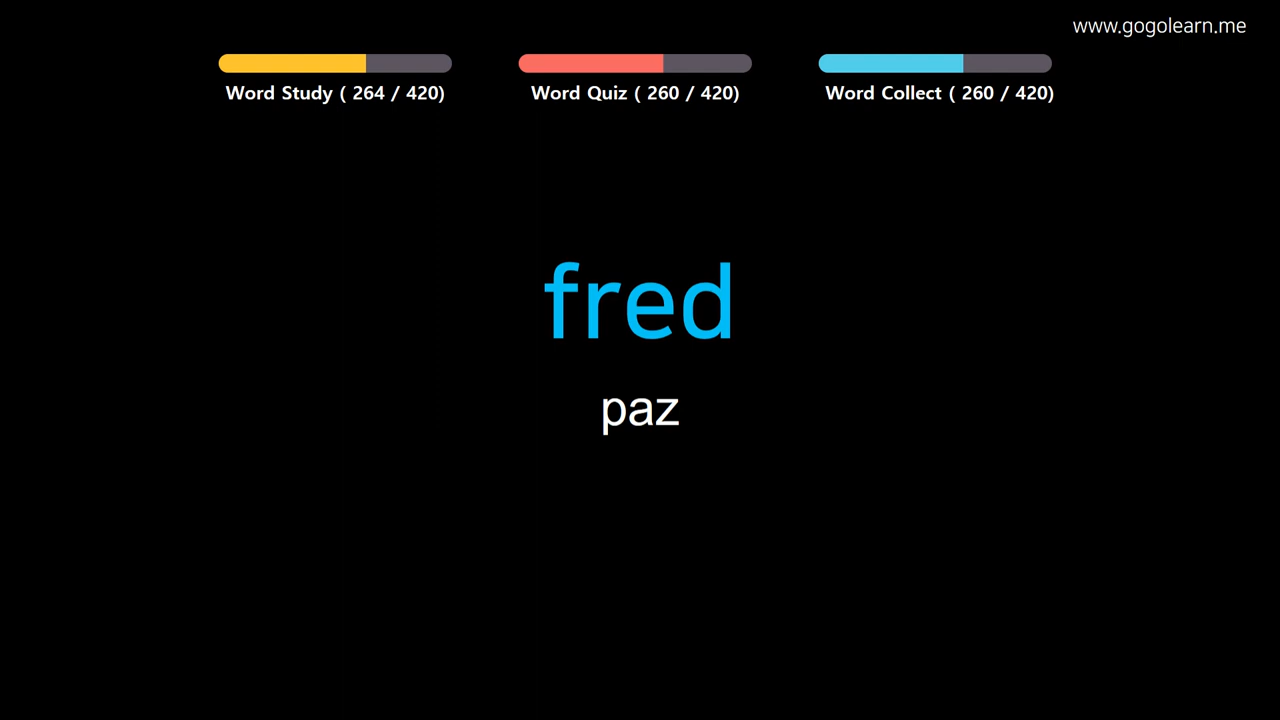 www.gogolearn.me
Word Study ( 264 / 420)
Word Quiz ( 260 / 420)
Word Collect ( 260 / 420)
fred
paz